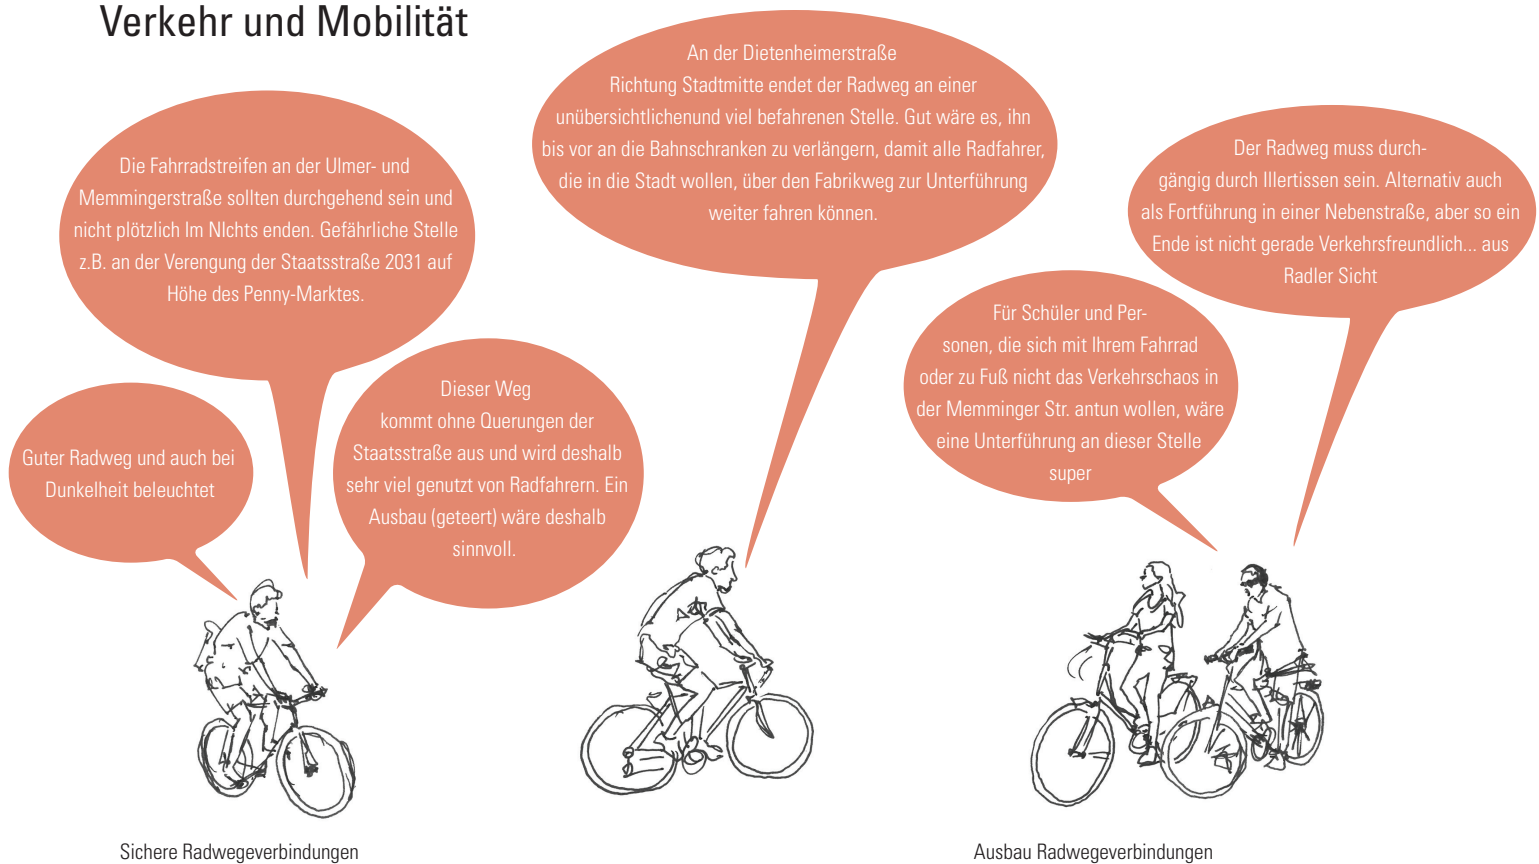 Verkehr und Mobilität
Die Fahrradstreifen an der Ulmer- und
Memmingerstraße sollten durchgehend sein und
nicht plötzlich Im NIchts enden. Gefährliche Stelle
z.B. an der Verengung der Staatsstraße 2031 auf
Höhe des Penny-Marktes.
An der Dietenheimerstraße
Richtung Stadtmitte endet der Radweg an einer
unübersichtlichenund viel befahrenen Stelle. Gut wäre es, ihn
bis vor an die Bahnschranken zu verlängern, damit alle Radfahrer,
die in die Stadt wollen, über den Fabrikweg zur Unterführung
weiter fahren können.
Der Radweg muss durch-
gängig durch Illertissen sein. Alternativ auch
als Fortführung in einer Nebenstraße, aber so ein
Ende ist nicht gerade Verkehrsfreundlich... aus
Radler Sicht
Für Schüler und Per-
sonen, die sich mit Ihrem Fahrrad
oder zu Fuß nicht das Verkehrschaos in
der Memminger Str. antun wollen, wäre
eine Unterführung an dieser Stelle
super
Guter Radweg und auch bei
Dunkelheit beleuchtet
Dieser Weg
kommt ohne Querungen der
Staatsstraße aus und wird deshalb
sehr viel genutzt von Radfahrern. Ein
Ausbau (geteert) wäre deshalb
sinnvoll.
Sichere Radwegeverbindungen
Ausbau Radwegeverbindungen